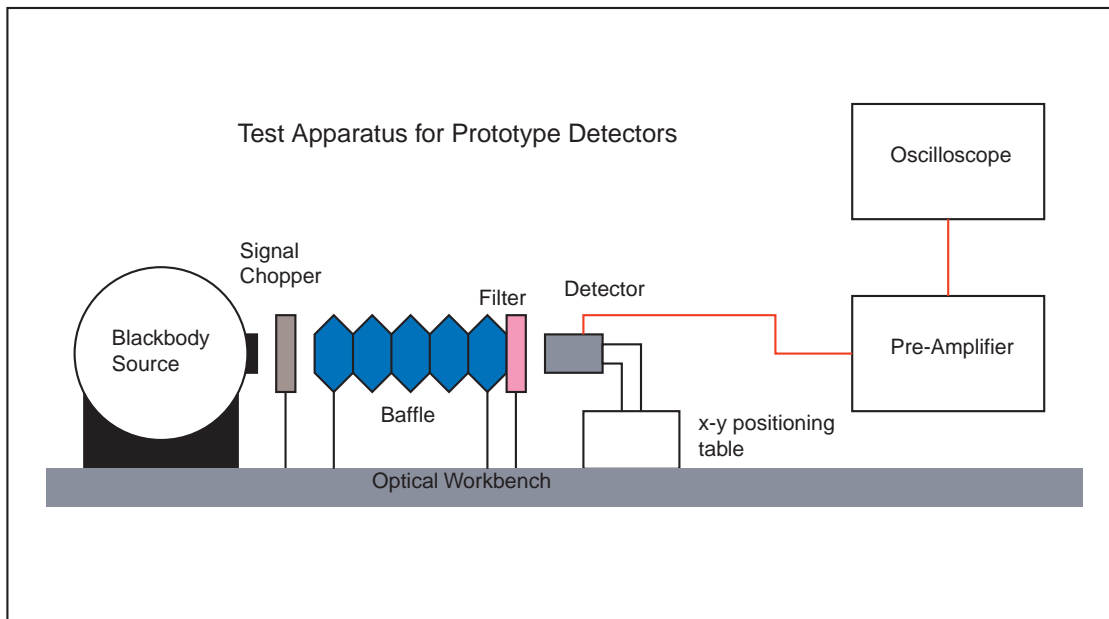 Test Apparatus for Prototype Detectors
Oscilloscope
Signal
Chopper
Filter
Detector
Blackbody
Source
Pre-Amplifier
Baffle
x-y positioning
table
Optical Workbench